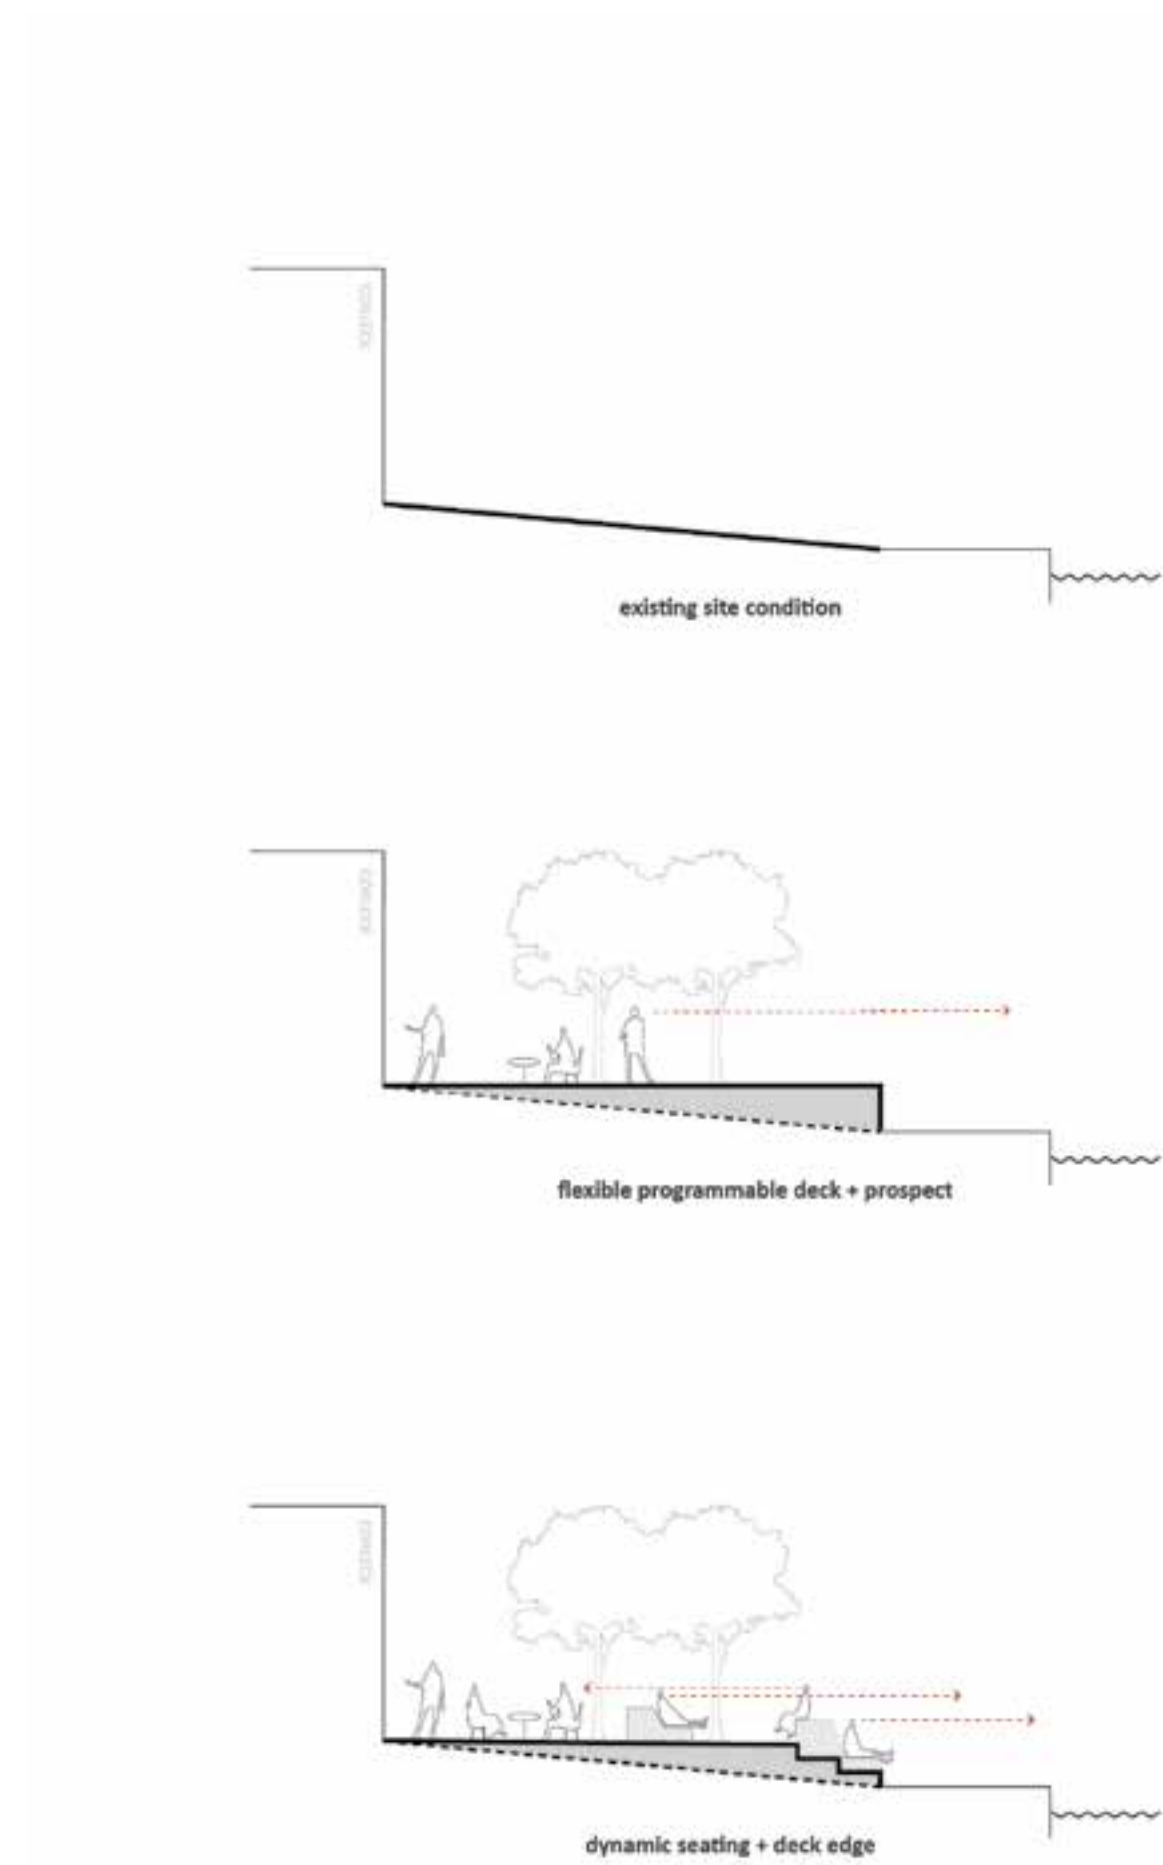 existing site condition
flexible programmable deck + prospect
dynamic seating + deck edge